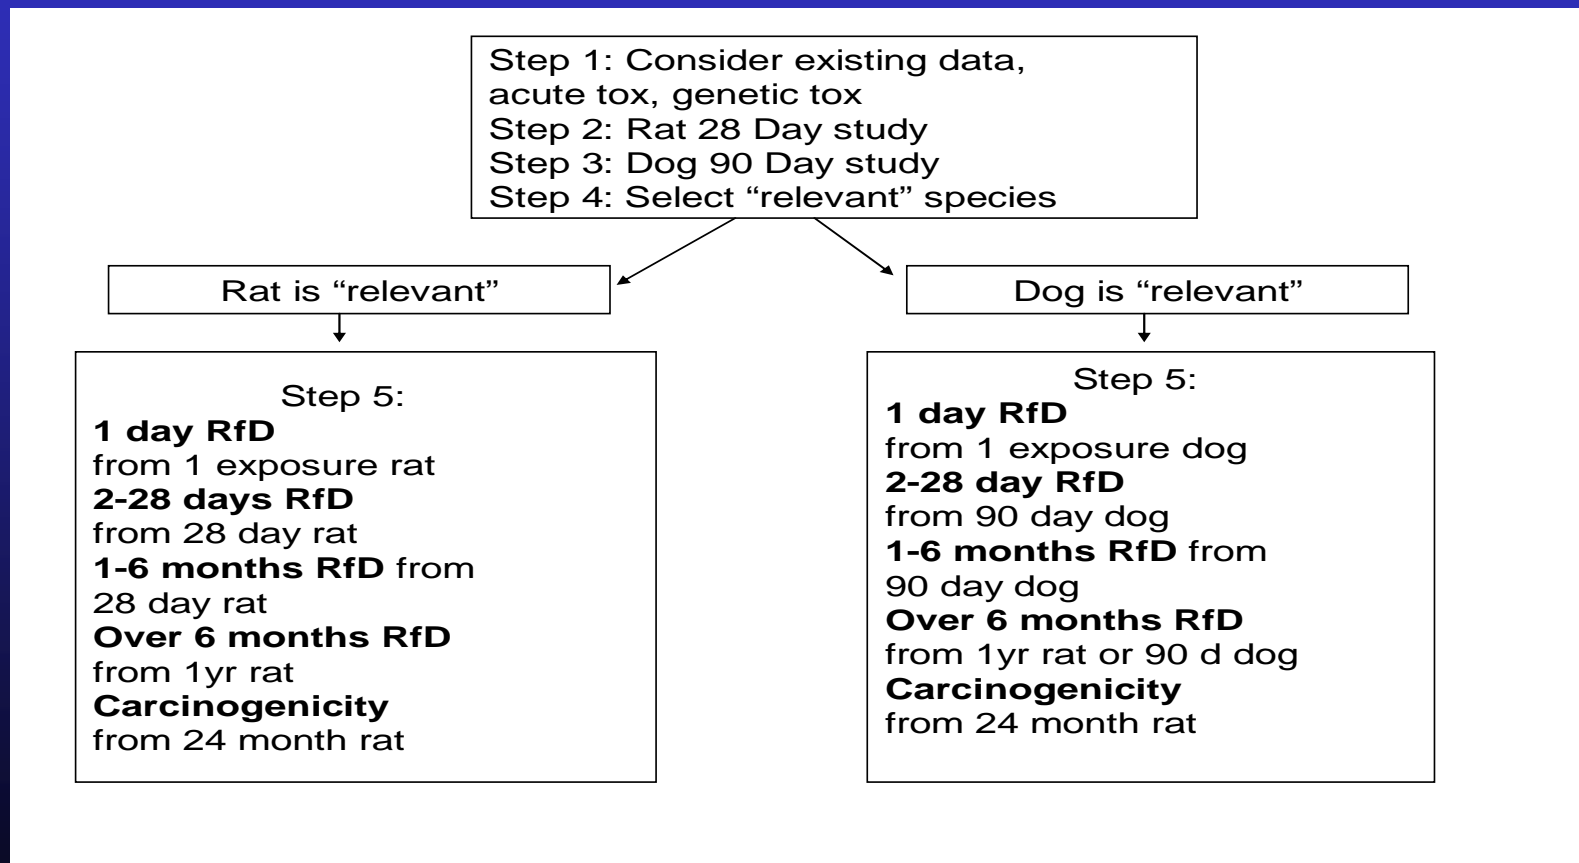 Step 1: Consider existing data,
acute tox, genetic tox
Step 2: Rat 28 Day study
Step 3: Dog 90 Day study
Step 4: Select “relevant” species
Rat is “relevant”
Dog is “relevant”
Step 5:
1 day RfD
from 1 exposure rat
2-28 days RfD
from 28 day rat
1-6 months RfD from
28 day rat
Over 6 months RfD
from 1yr rat
Carcinogenicity
from 24 month rat
Step 5:
1 day RfD
from 1 exposure dog
2-28 day RfD
from 90 day dog
1-6 months RfD from
90 day dog
Over 6 months RfD
from 1yr rat or 90 d dog
Carcinogenicity
from 24 month rat